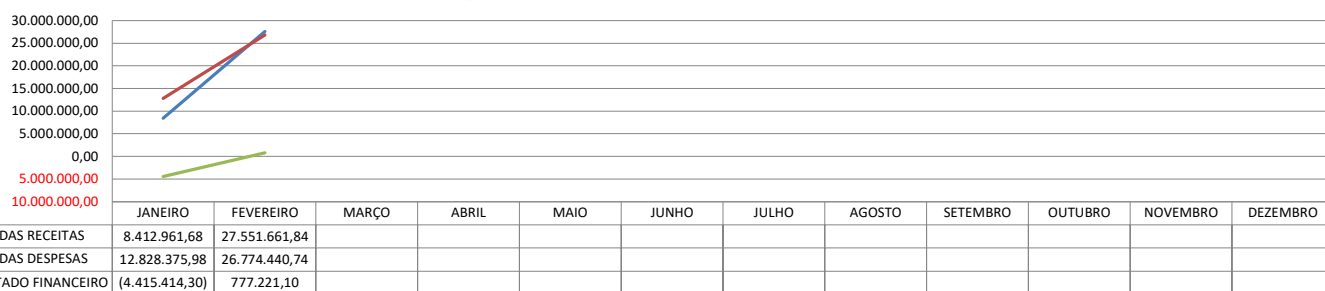 30.000.000,00
25.000.000,00
20.000.000,00
15.000.000,00
10.000.000,00
5.000.000,00
0,00
5.000.000,00
10.000.000,00
JANEIRO FEVEREIRO MARÇO ABRIL MAIO JUNHO JULHO AGOSTO SETEMBRO OUTUBRO NOVEMBRO DEZEMBRO
DAS RECEITAS 8.412.961,68 27.551.661,84
DAS DESPESAS 12.828.375,98 26.774.440,74
TADO FINANCEIRO (4.415.414,30) 777.221,10